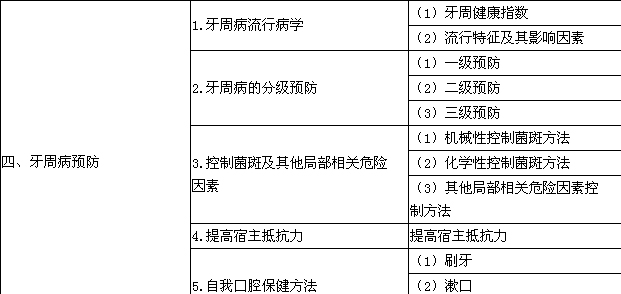 四、牙周病预防
1.牙周病流行病学
（1）牙周健康指数
（2）流行特征及其影响因素
2.牙周病的分级预防
（1）一级预防
（2）二级预防
（3）三级预防
3.控制菌斑及其他局部相关危险
因素
（1）机械性控制菌斑方法
（2）化学性控制菌斑方法
（3）其他局部相关危险因素控
制方法
4.提高宿主抵抗力
提高宿主抵抗力
5.自我口腔保健方法
（1）刷牙
（2）漱口